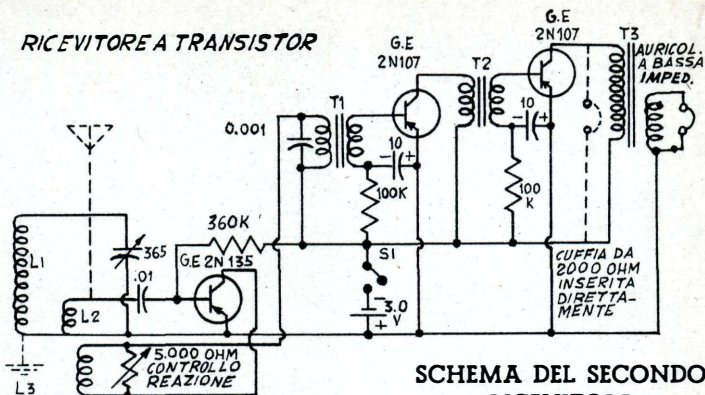 RICEVITORE A TRANSISTOR
G.E
2N107
T2
G.E
2N107
T3
AURICOL.
A BASSA
IMPED.
0.001
T1
10
- +
100K
10
- +
100
K
360K
G.E 2N 135
365
.01
L1
L2
L3
S1
-
3.0
V
+
5.000 OHM
CONTROLLO
REAZIONE
CUFFIA DA
2000 OHM
INSERITA
DIRETTA-
MENTE
SCHEMA DEL SECONDO